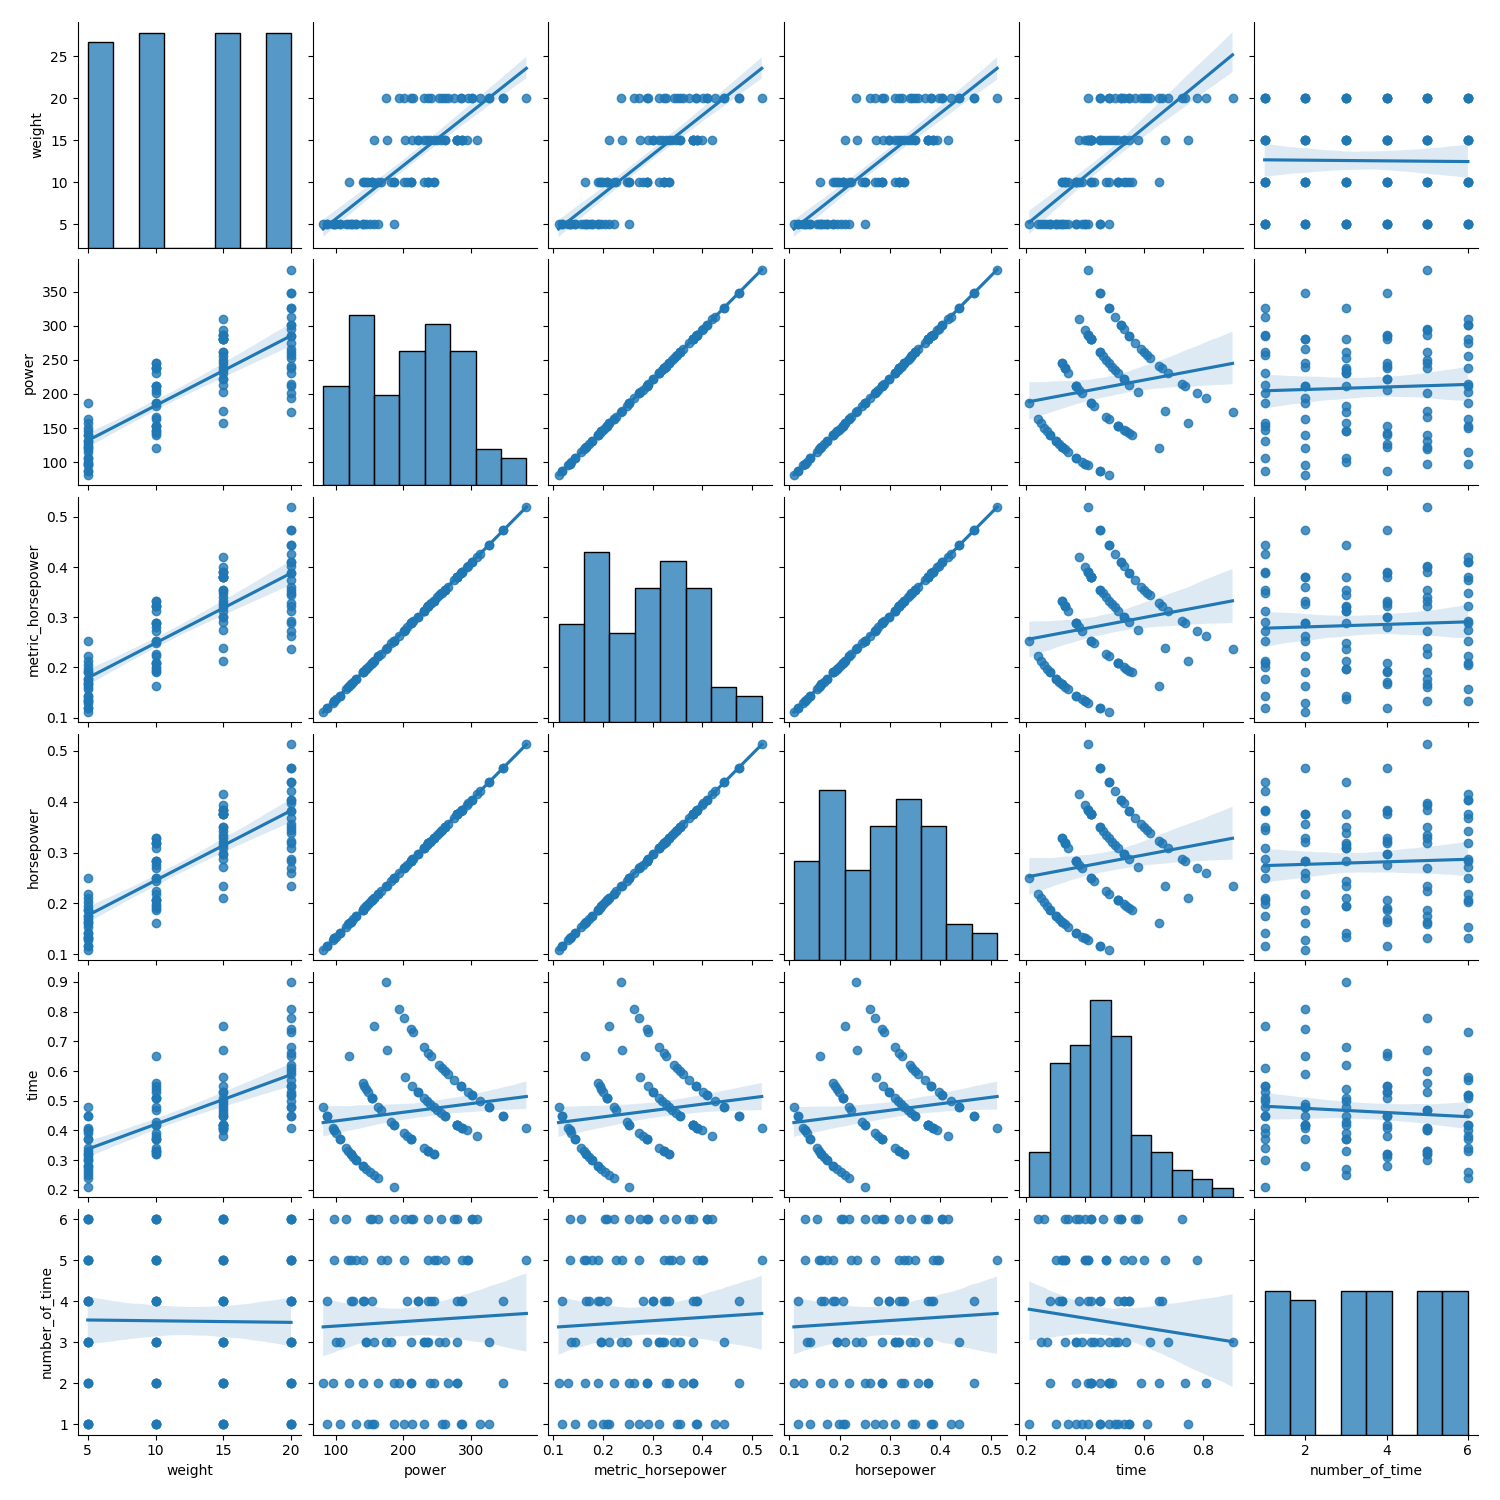 25
20
15
10
5
weight
350
300
250
200
150
100
power
0.5
0.4
0.3
0.2
0.1
metric_horsepower
0.5
0.4
0.3
0.2
0.1
horsepower
0.9
0.8
0.7
0.6
0.5
0.4
0.3
0.2
time
6
5
4
3
2
1
number_of_time
5 10 15 20
100 200 300
0.1 0.2 0.3 0.4 0.5
0.1 0.2 0.3 0.4 0.5
0.2 0.4 0.6 0.8
2 4 6
weight power metric_horsepower horsepower time number_of_time